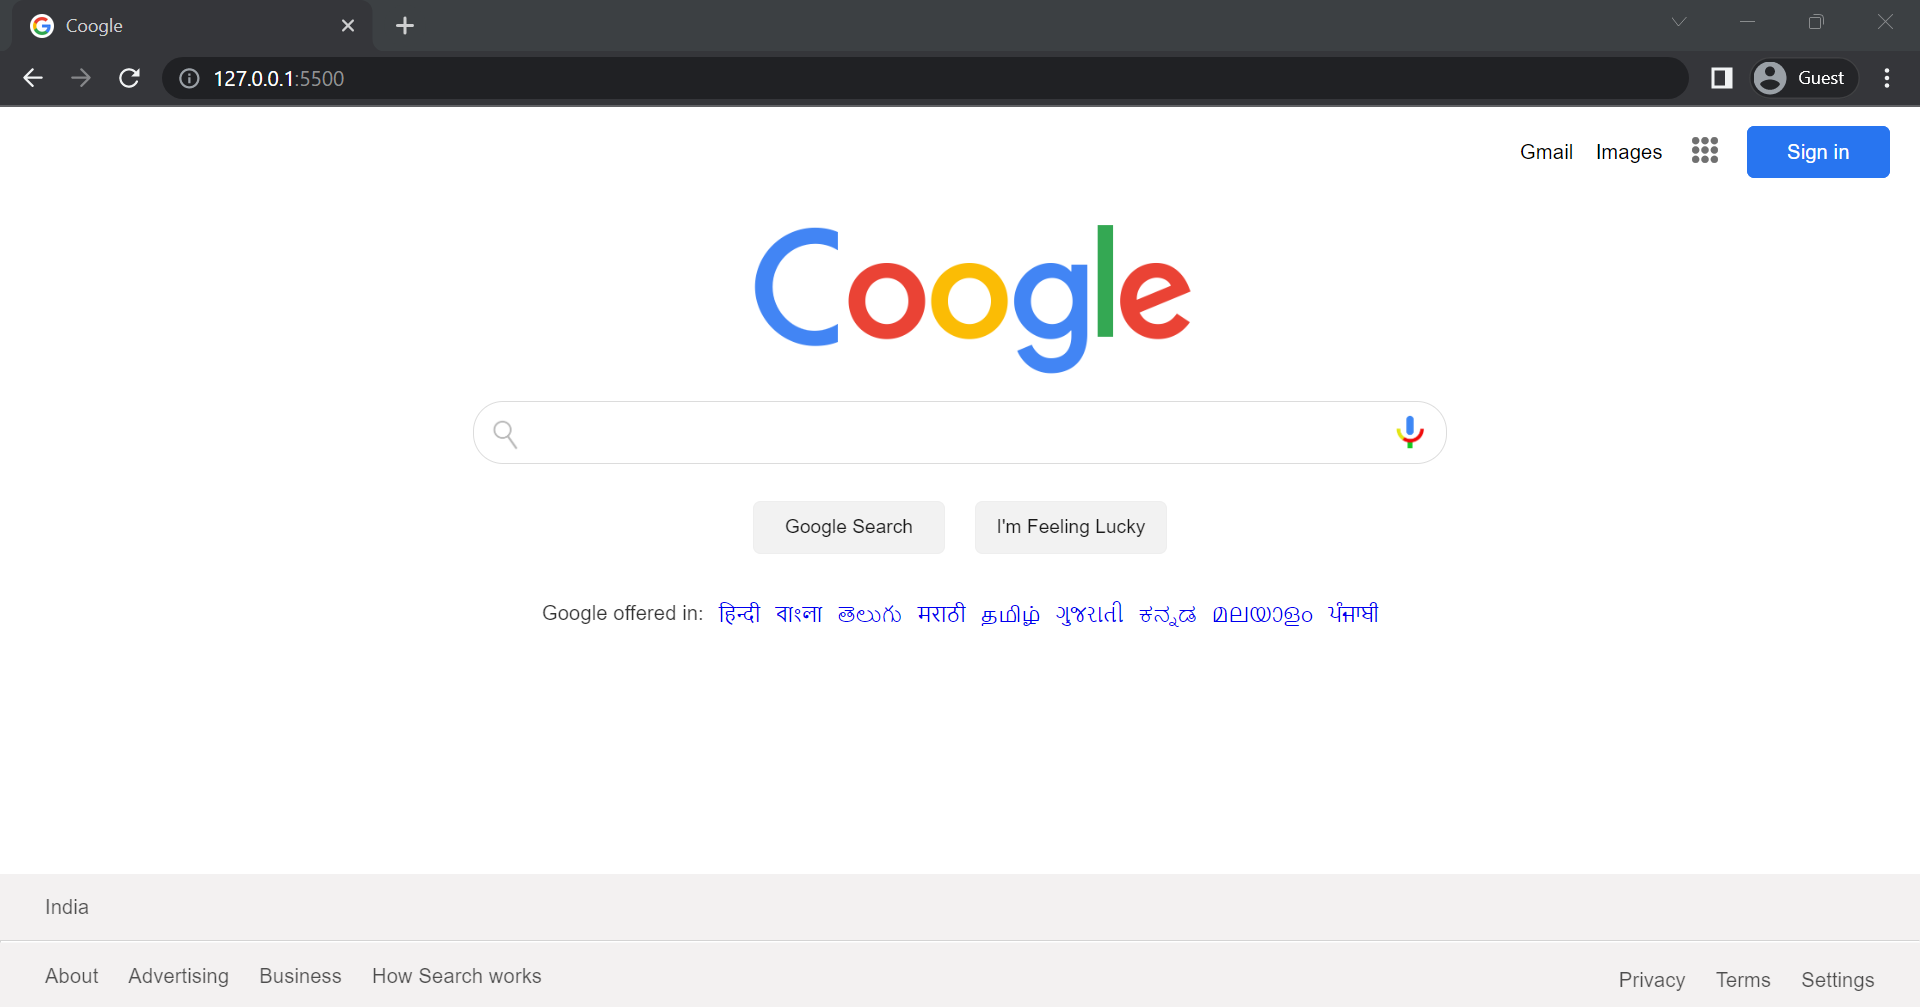 Coogle
127.0.0.1:5500
Guest
Gmail Images Sign in
Coogle
Google Search I'm Feeling Lucky
Google offered in: हिन्दी বাংলা తెలుగు मराठी தமிழ் ગુજરાતી ಕನ್ನಡ മലയാളം ਪੰਜਾਬੀ
India
About Advertising Business How Search works
Privacy Terms Settings